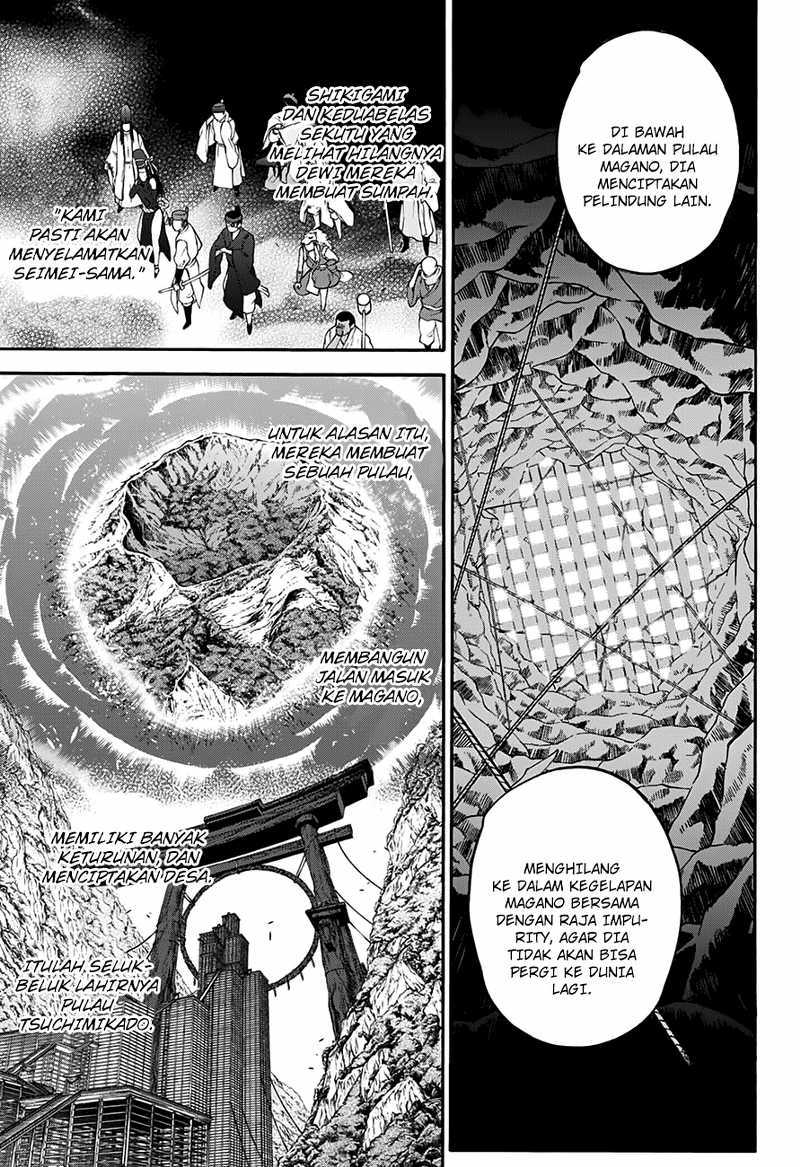 DI BAWAH
KE DALAMAN PULAU
MAGANO, DIA
MENCIPTAKAN
PELINDUNG LAIN.
MENGHILANG
KE DALAM KEGELAPAN
MAGANO BERSAMA
DENGAN RAJA IMPU-
RITY, AGAR DIA
TIDAK AKAN BISA
PERGI KE DUNIA
LAGI.
SHIKIGAMI
DAN KEDUABELAS
SEKUTU YANG
MELIHAT HILANGNYA
DEWI MEREKA
MEMBUAT SUMPAH.
"KAMI
PASTI AKAN
MENYELAMATKAN
SEIMEI-SAMA."
UNTUK ALASAN ITU,
MEREKA MEMBUAT
SEBUAH PULAU,
MEMBANGUN
JALAN MASUK
KE MAGANO,
MEMILIKI BANYAK
KETURUNAN, DAN
MENCIPTAKAN DESA.
ITULAH SELUK-
BELUK LAHIRNYA
PULAU
TSUCHIMIKADO.